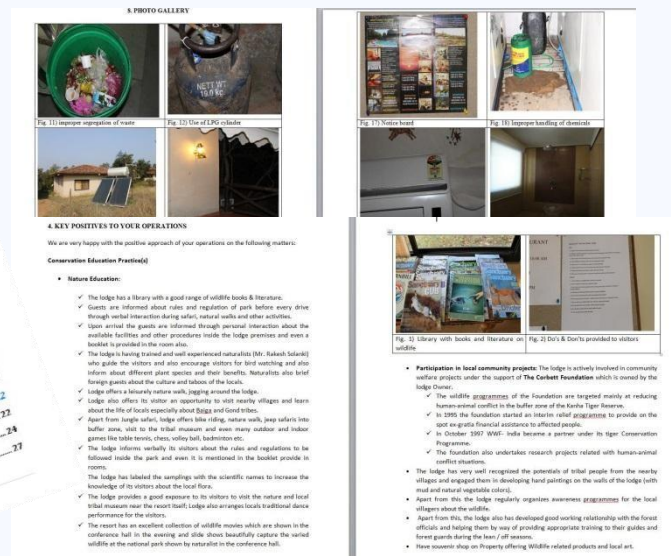 5. PHOTO GALLERY
NETT WT
19.0 kg
Fig. 11) improper segregation of waste
Fig. 12) Use of LPG cylinder
Fig. 17) Notice board
Fig. 18) Improper handling of chemicals
4. KEY POSITIVES TO YOUR OPERATIONS
We are very happy with the positive approach of your operations on the following matters:
Conservation Education Practice(s)
• Nature Education:
✓ The lodge has a library with a good range of wildlife books & literature.
✓ Guests are informed about rules and regulation of park before every drive
through verbal interaction during safari, natural walks and other activities.
✓ Upon arrival the guests are informed through personal interaction about the
available facilities and other procedures inside the lodge premises and even a
booklet is provided in the room also.
✓ The lodge is having trained and well experienced naturalists (Mr. Rakesh Solanki)
who guide the visitors and also encourage visitors for bird watching and also
inform about different plant species and their benefits. Naturalists also brief
foreign guests about the culture and taboos of the locals.
✓ Lodge offers a leisurely nature walk, jogging around the lodge.
✓ Lodge also offers its visitor an opportunity to visit nearby villages and learn
about the life of locals especially about Baiga and Gond tribes.
✓ Apart from Jungle safari, lodge offers bike riding, nature walk, jeep safaris into
buffer zone, visit to the tribal museum and even many outdoor and indoor
games like table tennis, chess, volley ball, badminton etc.
✓ The lodge informs verbally its visitor about the rules and regulations to be
followed inside the park and even it is mentioned in the booklet provide in
rooms.
The lodge has labeled the samplings with the scientific names to increase the
knowledge of its visitors about the local flora.
✓ The lodge provides a good exposure to its visitors to visit the nature and local
tribal museum near the resort itself; Lodge also arranges locals traditional dance
performance for the visitors.
✓ The resort has an excellent collection of wildlife movies which are shown in the
conference hall in the evening and slide shows beautifully capture the varied
wildlife at the national park shown by naturalist in the conference hall.
2
22
...24
...27
Fig. 1) Library with books and literature on
wildlife
Fig. 2) Do's & Don'ts provided to visitors
• Participation in local community projects: The lodge is actively involved in community
welfare projects under the support of The Corbett Foundation which is owned by the
lodge Owner.
✓ The wildlife programmes of the Foundation are targeted mainly at reducing
human-animal conflict in the buffer zone of the Kanha Tiger Reserve.
✓ In 1995 the foundation started an interim relief programme to provide on the
spot ex-gratia financial assistance to affected people.
✓ In October 1997 WWF- India became a partner under its tiger Conservation
Programme.
✓ The foundation also undertakes research projects related with human-animal
conflict situations.
• The lodge has very well recognized the potentials of tribal people from the nearby
villages and engaged them in developing hand paintings on the walls of the lodge (with
mud and natural vegetable colors).
• Apart from this the lodge regularly organizes awareness programmes for the local
villagers about the wildlife.
• Apart from this, the lodge also has developed good working relationship with the forest
officials and helping them by way of providing appropriate training to their guides and
forest guards during the lean / off seasons.
• Have souvenir shop on Property offering Wildlife related products and local art.